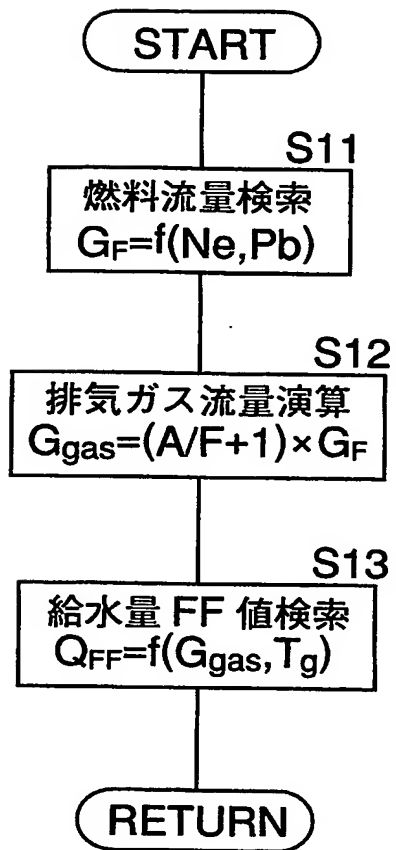 START
S11
燃料流量検索
GF=f(Ne,Pb)
S12
排気ガス流量演算
Ggas=(A/F+1)×GF
S13
給水量 FF 値検索
QFF=f(Ggas,Tg)
RETURN